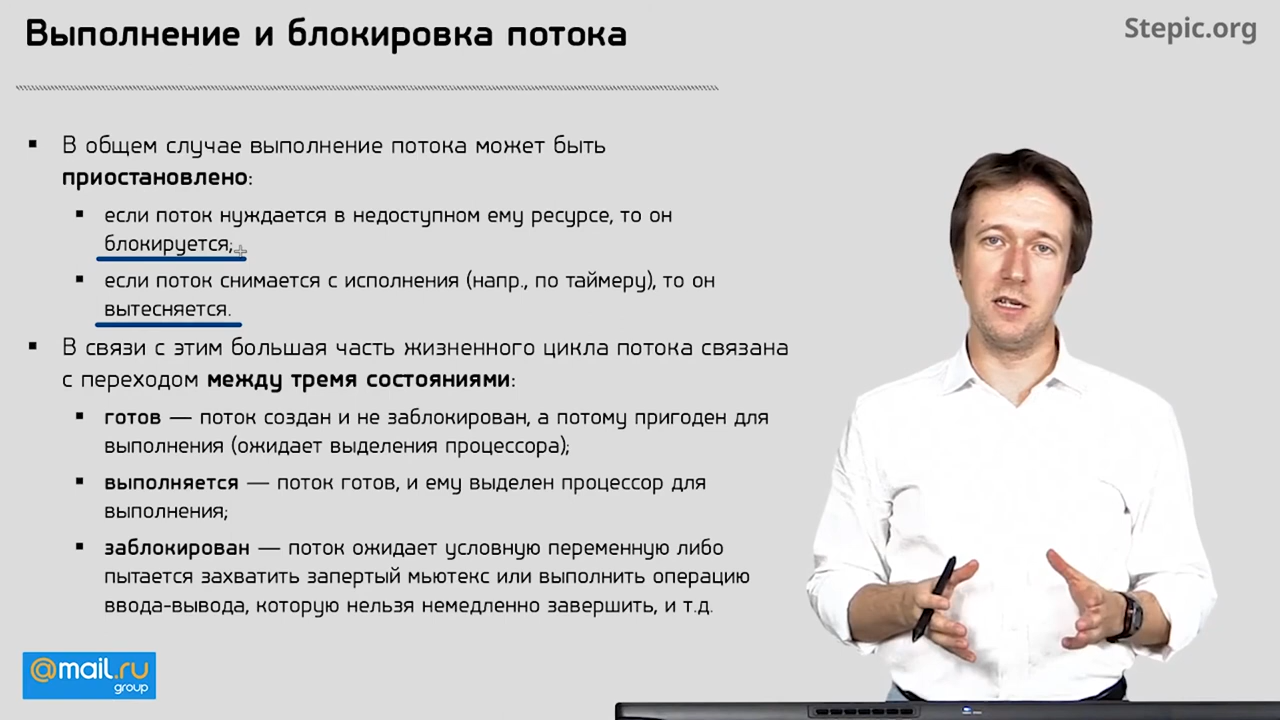 Выполнение и блокировка потока
Stepic.org
▪ В общем случае выполнение потока может быть
приостановлено:
▪ если поток нуждается в недоступном ему ресурсе, то он
блокируется;
▪ если поток снимается с исполнения (напр., по таймеру), то он
вытесняется.
▪ В связи с этим большая часть жизненного цикла потока связана
с переходом между тремя состояниями:
▪ готов — поток создан и не заблокирован, а потому пригоден для
выполнения (ожидает выделения процессора);
▪ выполняется — поток готов, и ему выделен процессор для
выполнения;
▪ заблокирован — поток ожидает условную переменную либо
пытается захватить запертый мьютекс или выполнить операцию
ввода-вывода, которую нельзя немедленно завершить, и т.д.
@mail.ru
group